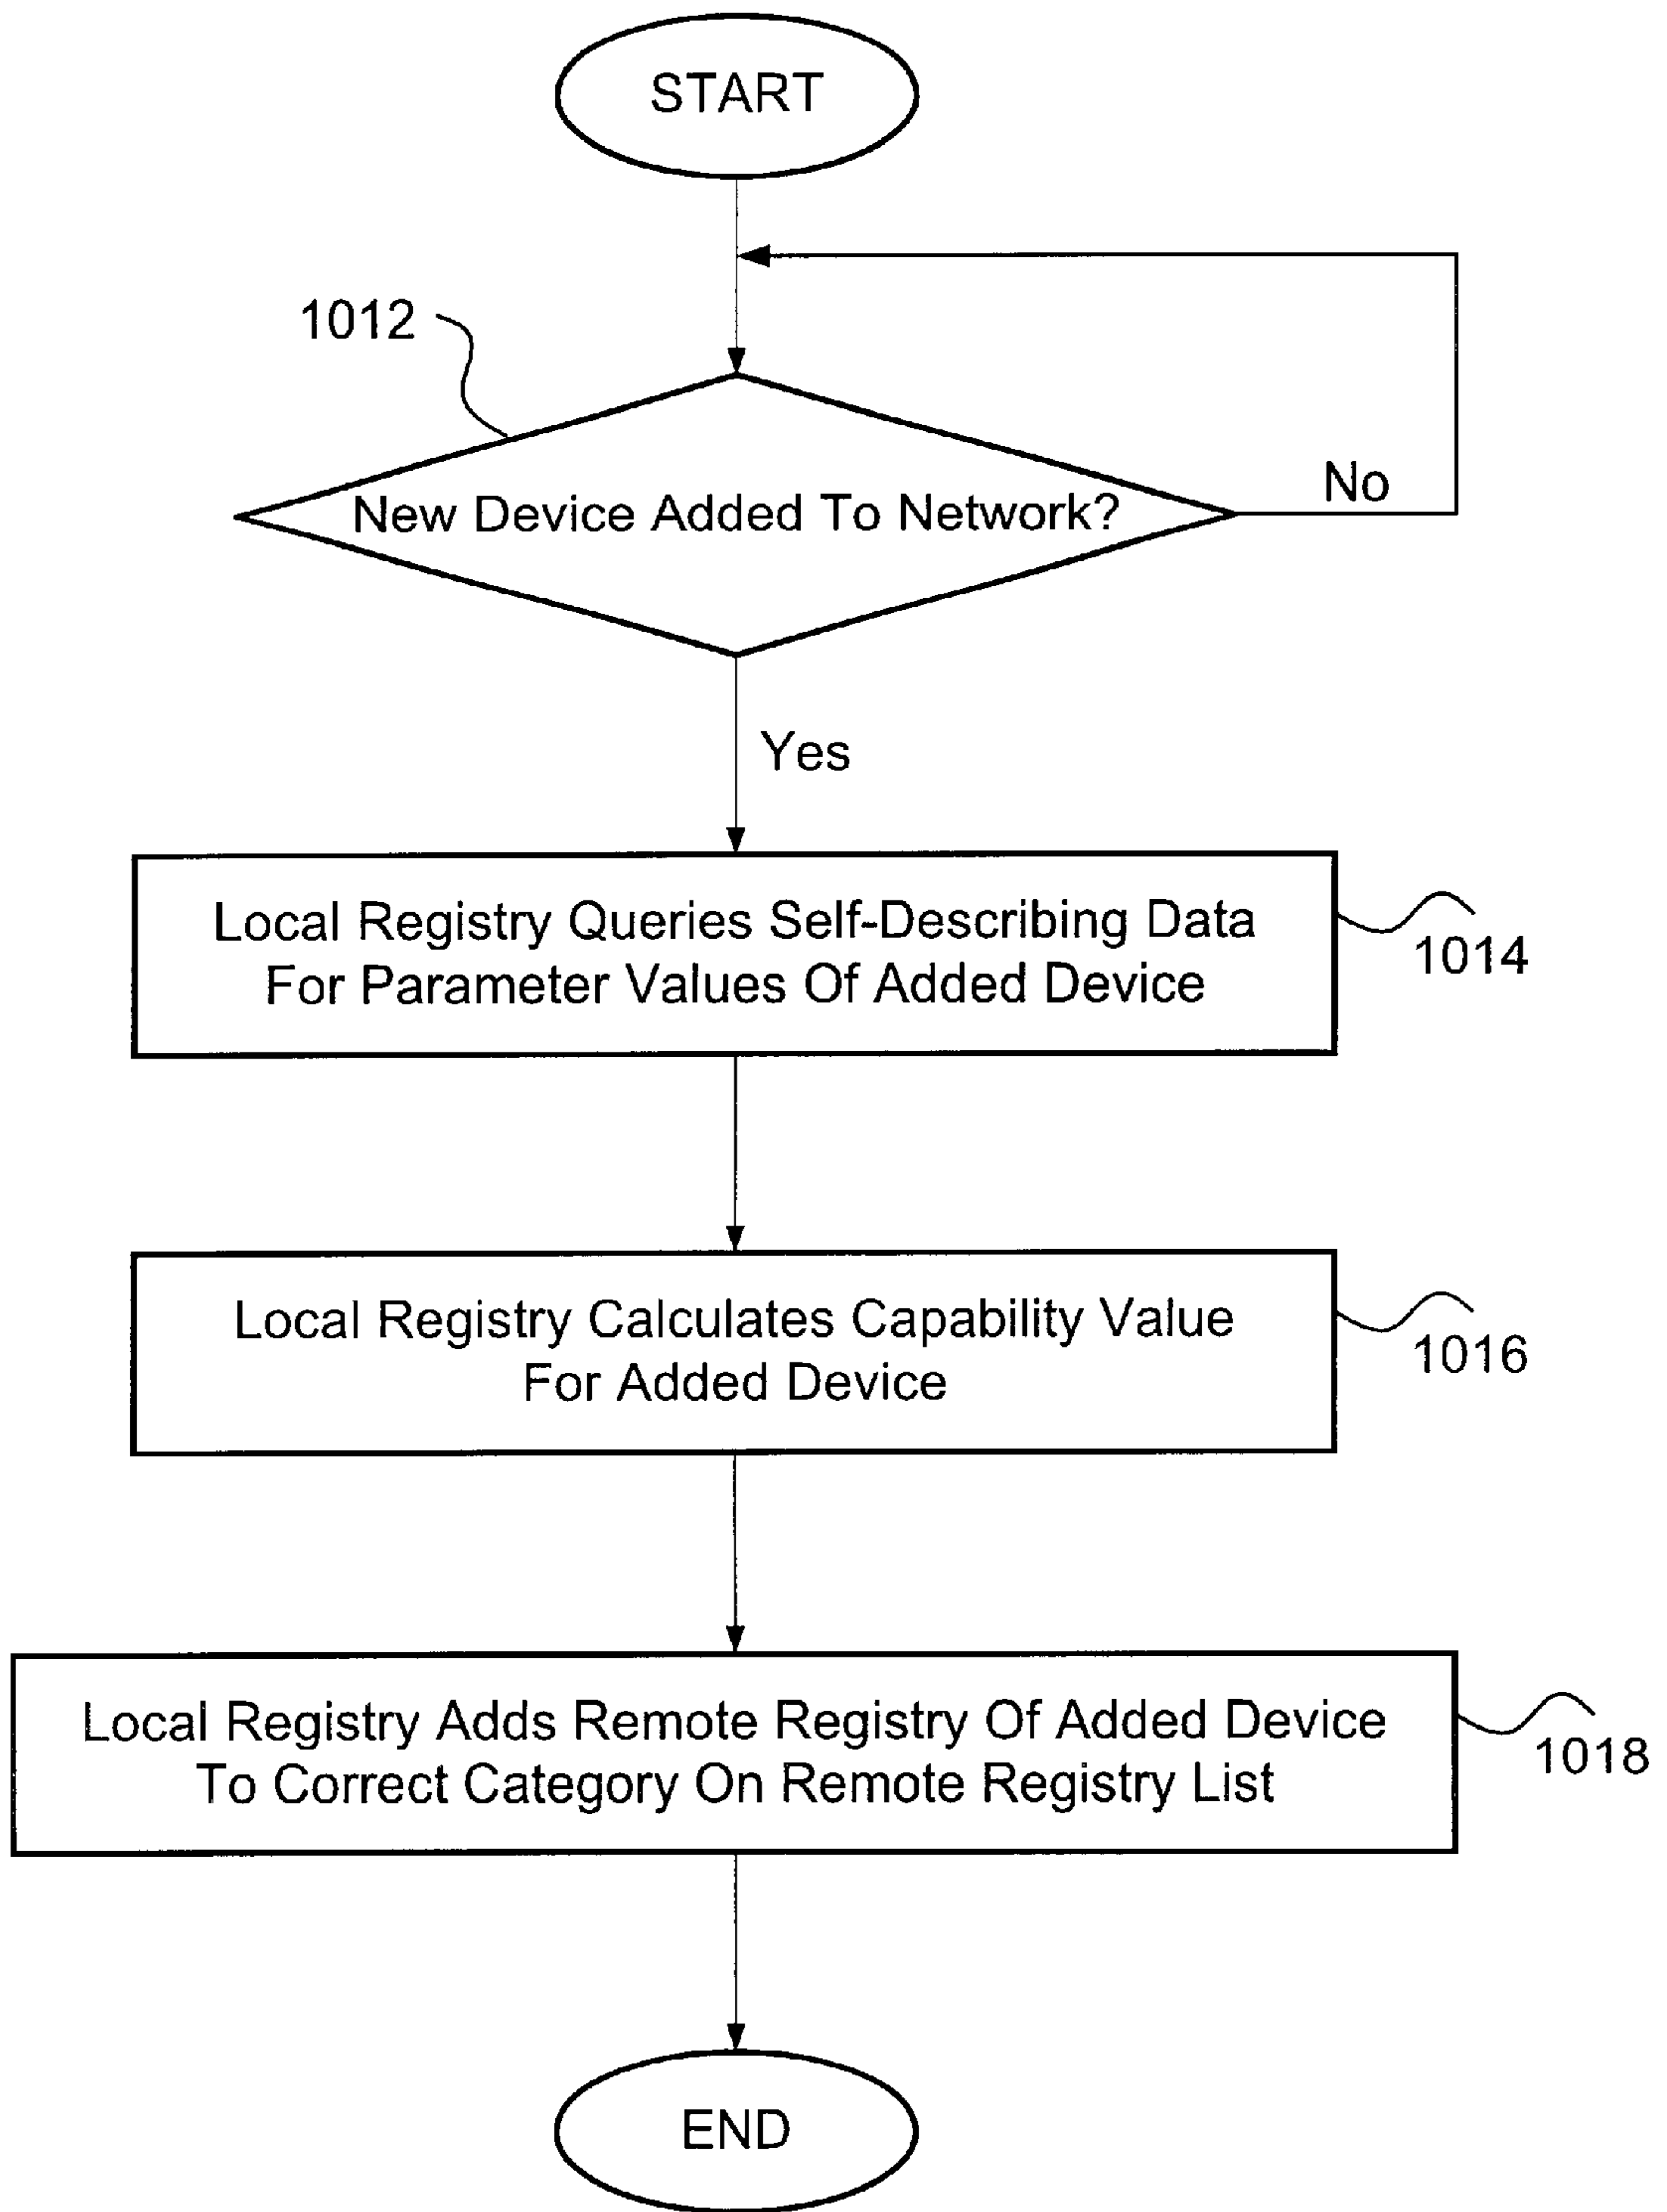 START
1012
New Device Added To Network?
No
Yes
Local Registry Queries Self-Describing Data
For Parameter Values Of Added Device
1014
Local Registry Calculates Capability Value
For Added Device
1016
Local Registry Adds Remote Registry Of Added Device
To Correct Category On Remote Registry List
1018
END